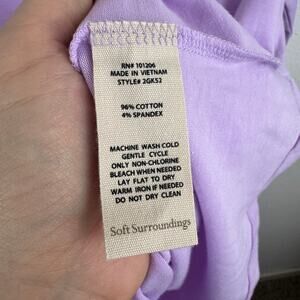 RN# 101206
MADE IN VIETNAM
STYLE# 2GK52
96% COTTON
4% SPANDEX
MACHINE WASH COLD
GENTLE CYCLE
ONLY NON-CHLORINE
BLEACH WHEN NEEDED
LAY FLAT TO DRY
WARM IRON IF NEEDED
DO NOT DRY CLEAN
Soft Surroundings